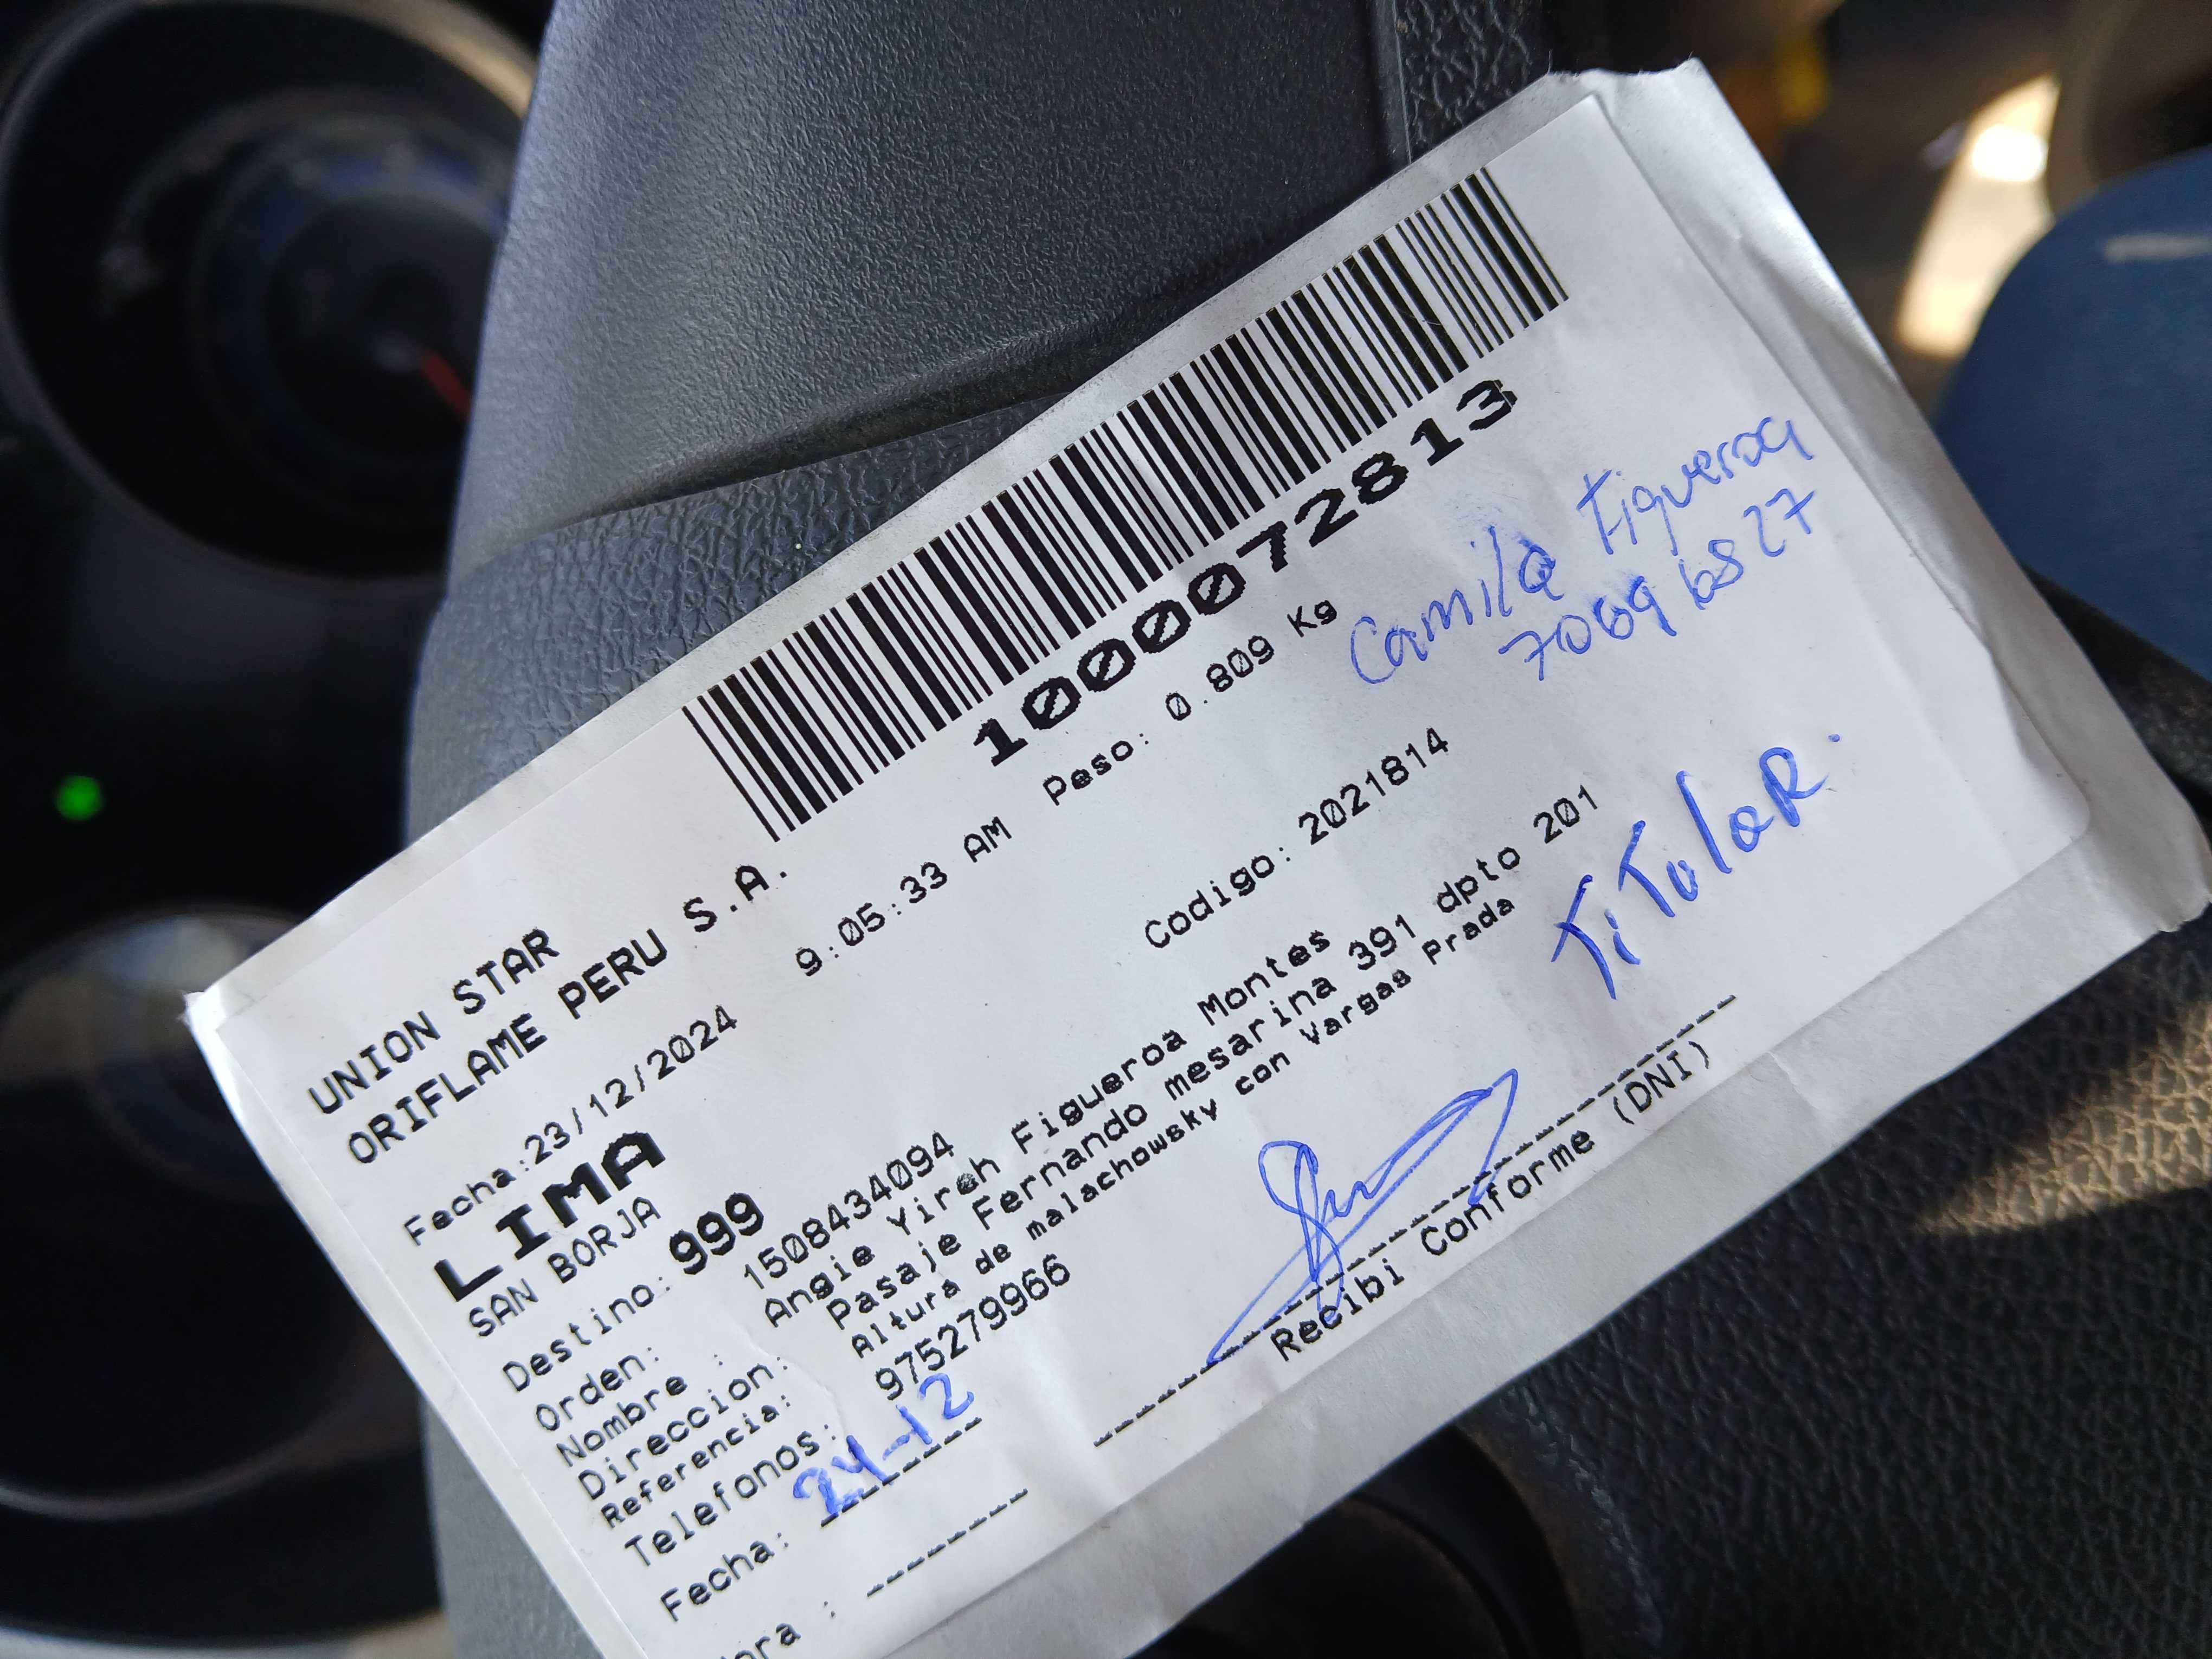 10000072813
UNION STAR
ORIFLAME PERU S.A.
Fecha:23/12/2024 9:05:33 AM Peso: 0.809 Kg
Camila Figueroa
LIMA
SAN BORJA
Destino: 999 Codigo: 2021814
Orden: 1508434094
Nombre : Angie Yireh Figueroa Montes
Direccion: Pasaje Fernando mesarina 391 dpto 201
Referencia: Altura de malachowsky con Vargas Prada
Telefonos: 975279966
TiTulaR.
Fecha: 24-12
Recibi Conforme (DNI)
ora :